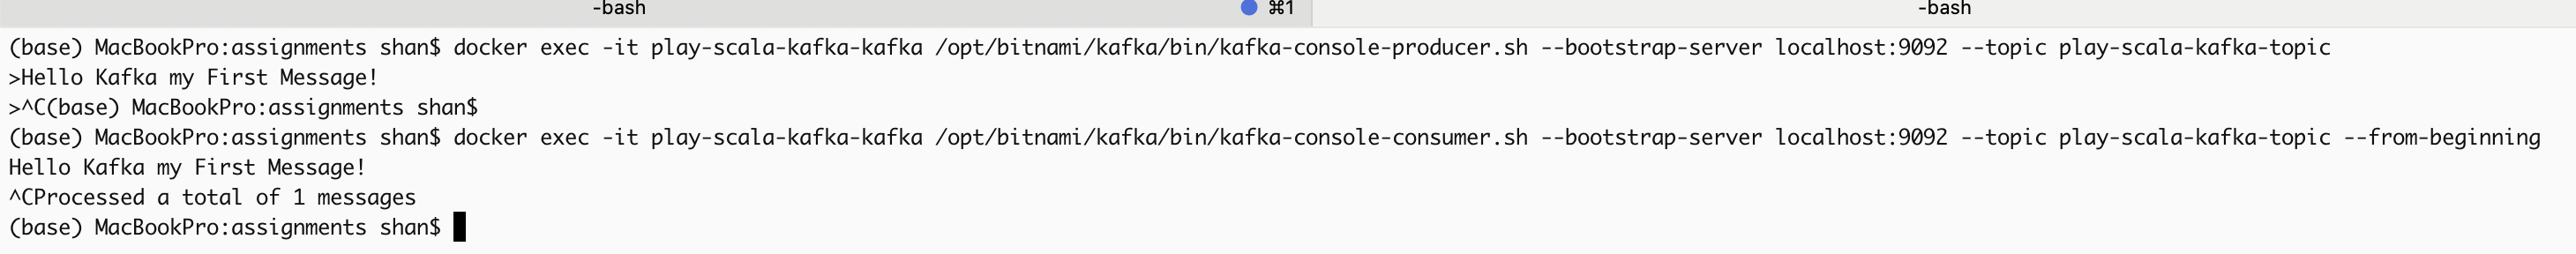 -bash ⌘1 -bash
(base) MacBookPro:assignments shan$ docker exec -it play-scala-kafka-kafka /opt/bitnami/kafka/bin/kafka-console-producer.sh --bootstrap-server localhost:9092 --topic play-scala-kafka-topic
>Hello Kafka my First Message!
>^C(base) MacBookPro:assignments shan$
(base) MacBookPro:assignments shan$ docker exec -it play-scala-kafka-kafka /opt/bitnami/kafka/bin/kafka-console-consumer.sh --bootstrap-server localhost:9092 --topic play-scala-kafka-topic --from-beginning
Hello Kafka my First Message!
^CProcessed a total of 1 messages
(base) MacBookPro:assignments shan$